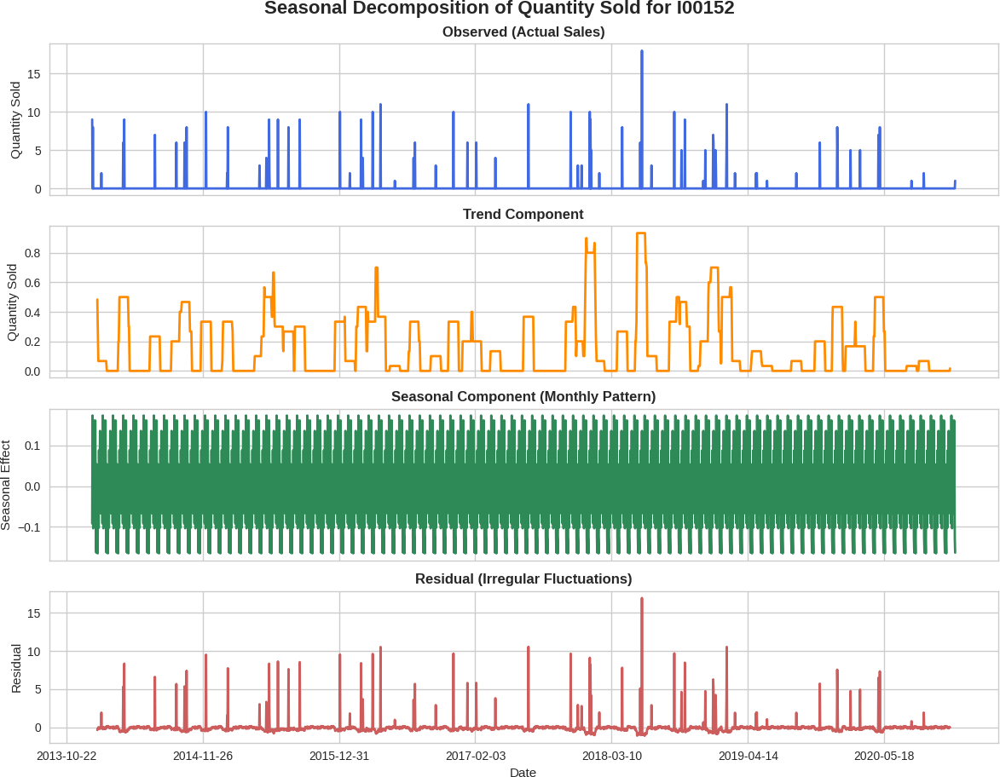 Seasonal Decomposition of Quantity Sold for I00152
Observed (Actual Sales)
Quantity Sold
15
10
5
0
Trend Component
Quantity Sold
0.8
0.6
0.4
0.2
0.0
Seasonal Component (Monthly Pattern)
Seasonal Effect
0.1
0.0
−0.1
Residual (Irregular Fluctuations)
Residual
15
10
5
0
2013-10-22 2014-11-26 2015-12-31 2017-02-03 2018-03-10 2019-04-14 2020-05-18
Date